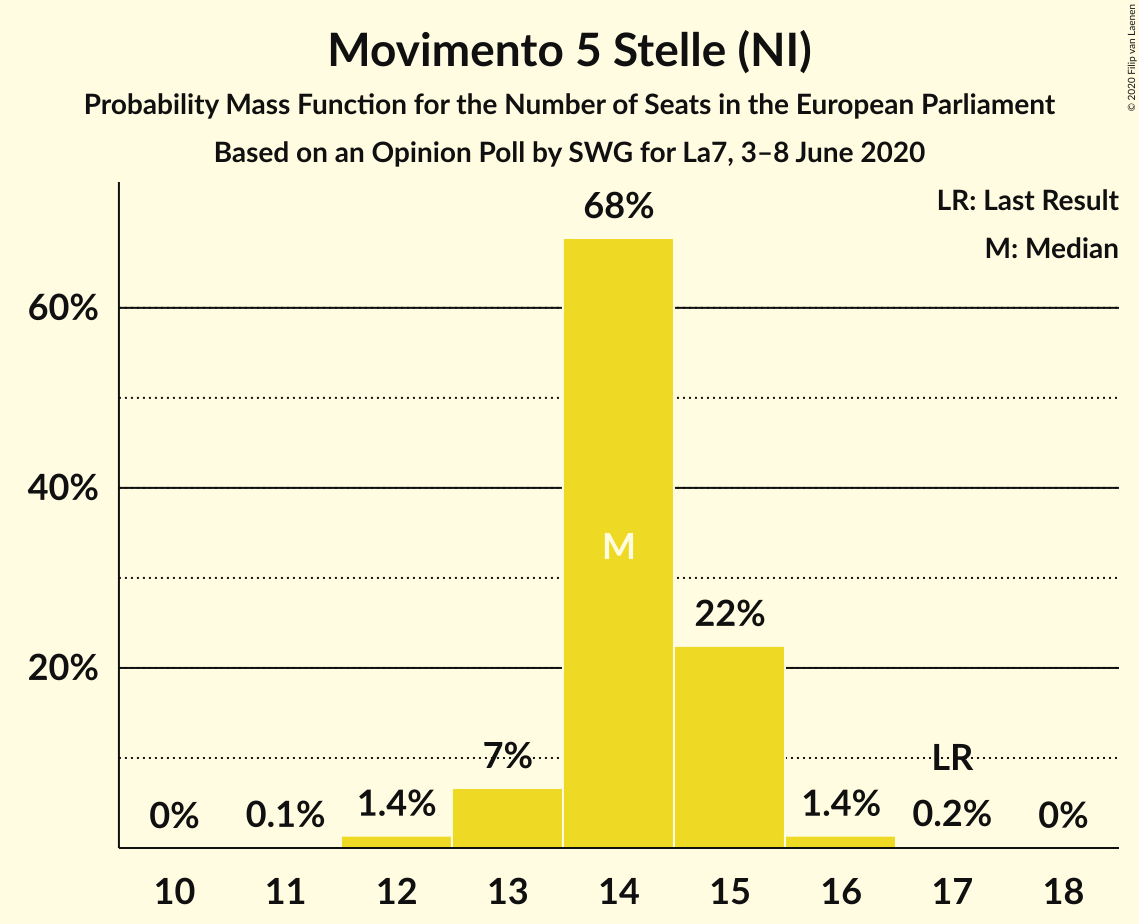 Movimento 5 Stelle (NI)
Probability Mass Function for the Number of Seats in the European Parliament
Based on an Opinion Poll by SWG for La7, 3–8 June 2020
© 2020 Filip van Laenen
LR: Last Result
M: Median
68%
60%
40%
M
22%
20%
7%
LR
0%
0.1%
1.4%
1.4%
0.2%
0%
10 11 12 13 14 15 16 17 18